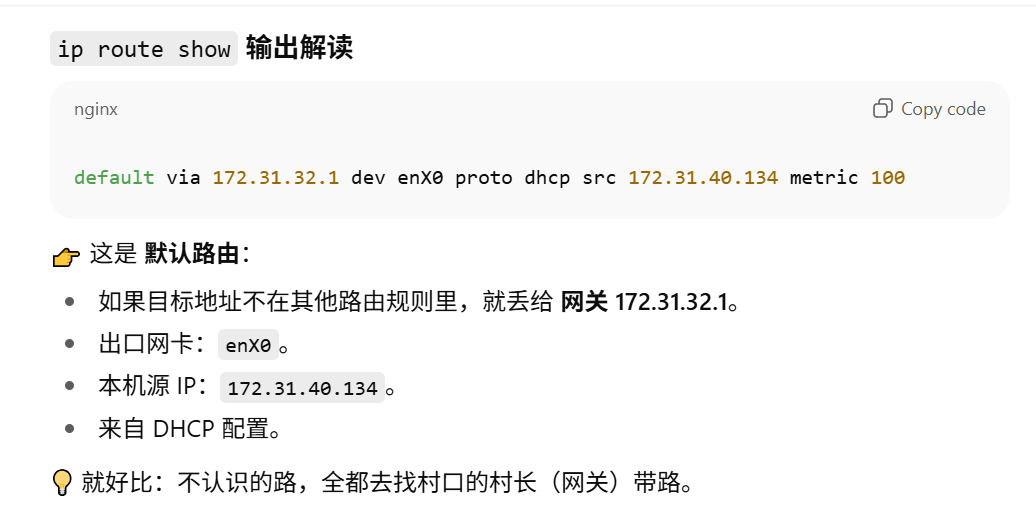 ip route show 输出解读
nginx
Copy code
default via 172.31.32.1 dev enX0 proto dhcp src 172.31.40.134 metric 100
👉 这是 默认路由：
• 如果目标地址不在其他路由规则里，就丢给 网关 172.31.32.1。
• 出口网卡：enX0。
• 本机源 IP：172.31.40.134。
• 来自 DHCP 配置。
💡 就好比：不认识的路，全都去找村口的村长（网关）带路。